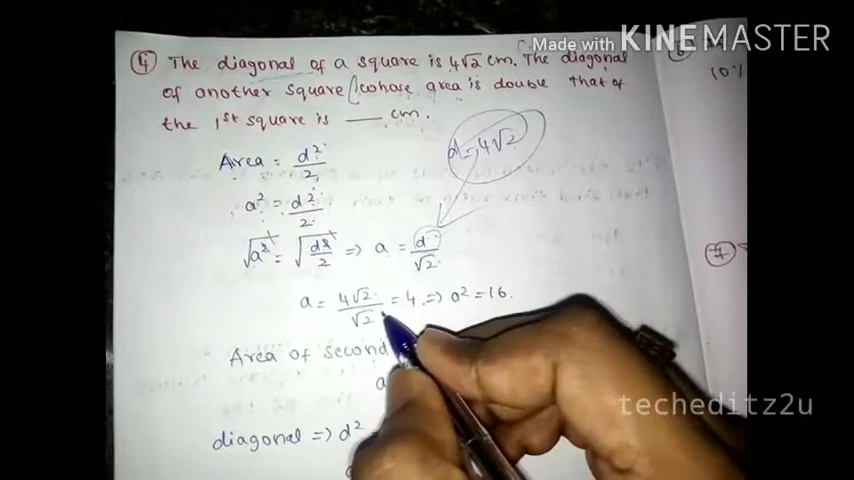 Made with KINEMASTER
④ The diagonal of a square is 4√2 cm. The diagonal
of another square (whose area is double that of
the 1st square is ___ cm.
10%
Area = d²/2
d = 4√2
a² = d²/2
√a² = √d²/2 => a = d/√2
⑦
a = 4√2/√2 = 4 => a² = 16.
Area of second
a
techeditz2u
diagonal => d²